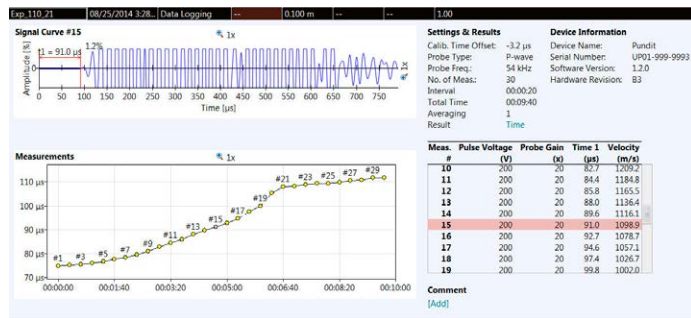 Exp_110_21 08/25/2014 3:28... Data Logging -- 0.100 m -- -- 1.00
Signal Curve #15 1x
Amplitude [%]
t1 = 91.0 µs 1.2%
0
0 50 100 150 200 250 300 350 400 450 500 550 600 650 700 750
Time [µs]
1x
Measurements 1x
110 µs
100 µs
90 µs
80 µs
70 µs
#1 #3 #5 #7 #9 #11 #13 #15 #17 #19 #21 #23 #25 #27 #29
00:00:00 00:01:40 00:03:20 00:05:00 00:06:40 00:08:20 00:10:00
Settings & Results
Calib. Time Offset: -3.2 µs
Probe Type: P-wave
Probe Freq.: 54 kHz
No. of Meas.: 30
Interval 00:00:20
Total Time 00:09:40
Averaging 1
Result Time
Device Information
Device Name: Pundit
Serial Number: UP01-999-9993
Software Version: 1.2.0
Hardware Revision: B3
Meas. Pulse Voltage Probe Gain Time 1 Velocity
# (V) (x) (µs) (m/s)
10 200 20 82.7 1209.2
11 200 20 84.4 1184.8
12 200 20 85.8 1165.5
13 200 20 88.0 1136.4
14 200 20 89.6 1116.1
15 200 20 91.0 1098.9
16 200 20 92.7 1078.7
17 200 20 94.6 1057.1
18 200 20 97.4 1026.7
19 200 20 99.8 1002.0
Comment
[Add]